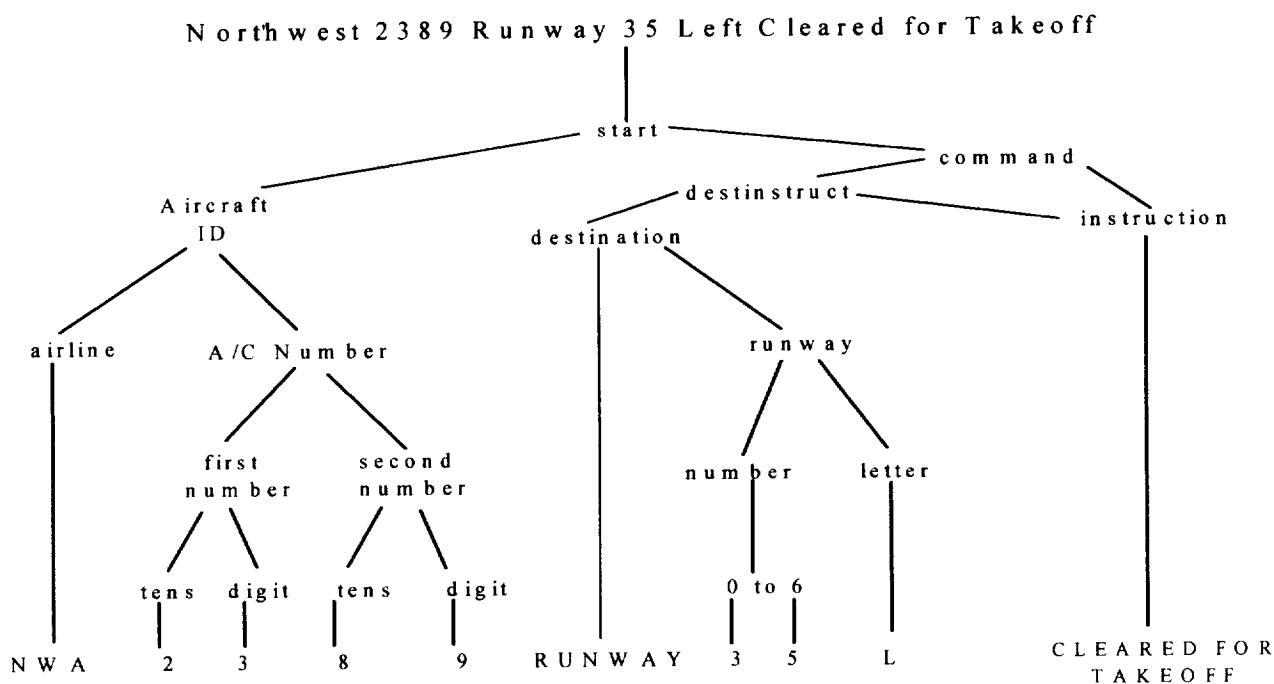 Northwest 2389 Runway 35 Left Cleared for Takeoff
start
command
destinstruct
Aircraft
ID
destination
instruction
airline
A/C Number
runway
first
number
second
number
number
letter
tens
digit
tens
digit
0 to 6
NWA
2
3
8
9
RUNWAY
3
5
L
CLEARED FOR
TAKEOFF